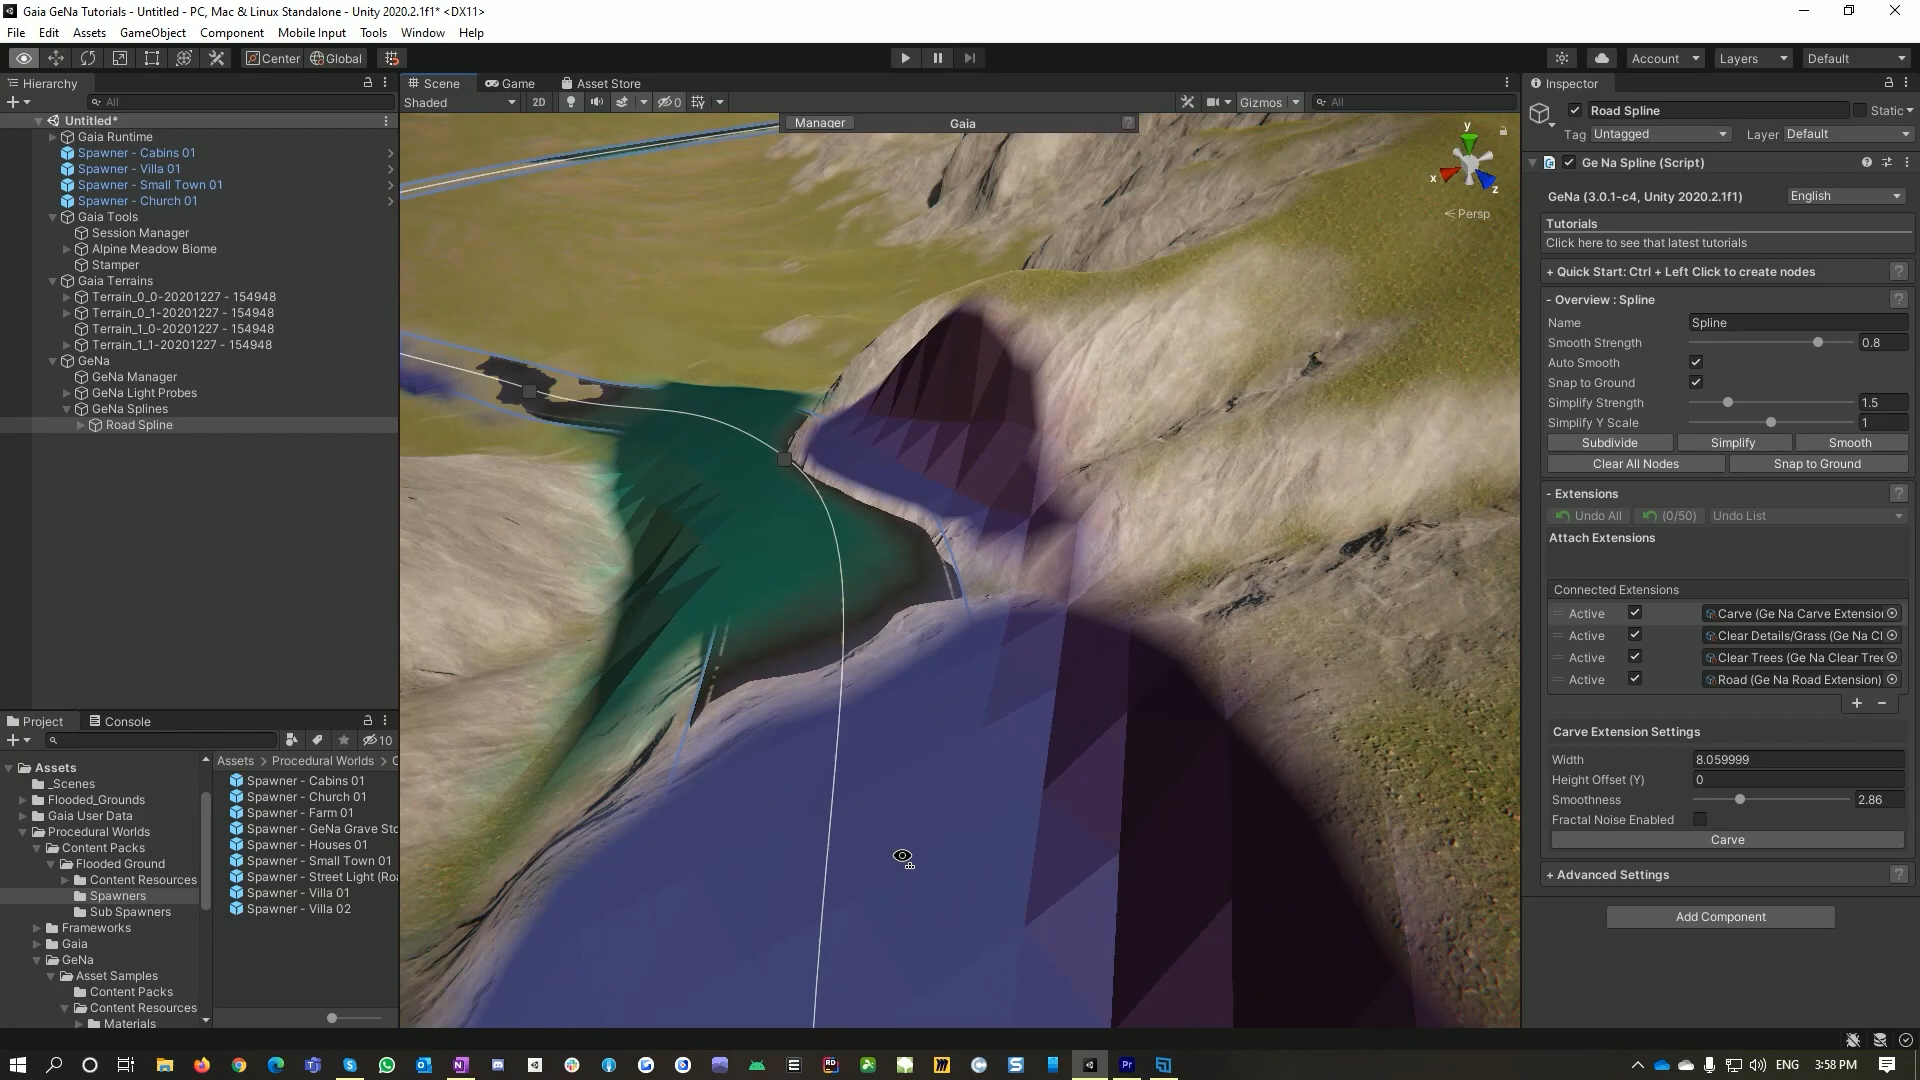 Gaia GeNa Tutorials - Untitled - PC, Mac & Linux Standalone - Unity 2020.2.1f1* <DX11>
File Edit Assets GameObject Component Mobile Input Tools Window Help
Center Global Account Layers Default
Hierarchy
All
Untitled*
Gaia Runtime
Spawner - Cabins 01
Spawner - Villa 01
Spawner - Small Town 01
Spawner - Church 01
Gaia Tools
Session Manager
Alpine Meadow Biome
Stamper
Gaia Terrains
Terrain_0_0-20201227 - 154948
Terrain_0_1-20201227 - 154948
Terrain_1_0-20201227 - 154948
Terrain_1_1-20201227 - 154948
GeNa
GeNa Manager
GeNa Light Probes
GeNa Splines
Road Spline
Scene Game Asset Store
Shaded 2D 0 Gizmos All
Manager Gaia ?
y
x
z
Persp
Project Console
10
Assets
_Scenes
Flooded_Grounds
Gaia User Data
Procedural Worlds
Content Packs
Flooded Ground
Content Resources
Spawners
Sub Spawners
Frameworks
Gaia
GeNa
Asset Samples
Content Packs
Content Resources
Materials
Assets > Procedural Worlds > C
Spawner - Cabins 01
Spawner - Church 01
Spawner - Farm 01
Spawner - GeNa Grave Sto
Spawner - Houses 01
Spawner - Small Town 01
Spawner - Street Light (Roa
Spawner - Villa 01
Spawner - Villa 02
Inspector
Road Spline Static
Tag Untagged Layer Default
Ge Na Spline (Script)
GeNa (3.0.1-c4, Unity 2020.2.1f1) English
Tutorials
Click here to see that latest tutorials
+ Quick Start: Ctrl + Left Click to create nodes ?
- Overview : Spline ?
Name Spline
Smooth Strength 0.8
Auto Smooth
Snap to Ground
Simplify Strength 1.5
Simplify Y Scale 1
Subdivide Simplify Smooth
Clear All Nodes Snap to Ground
- Extensions ?
Undo All (0/50) Undo List
Attach Extensions
Connected Extensions
Active Carve (Ge Na Carve Extension
Active Clear Details/Grass (Ge Na Cl
Active Clear Trees (Ge Na Clear Tree
Active Road (Ge Na Road Extension)
+ -
Carve Extension Settings
Width 8.059999
Height Offset (Y) 0
Smoothness 2.86
Fractal Noise Enabled
Carve
+ Advanced Settings ?
Add Component
ENG 3:58 PM